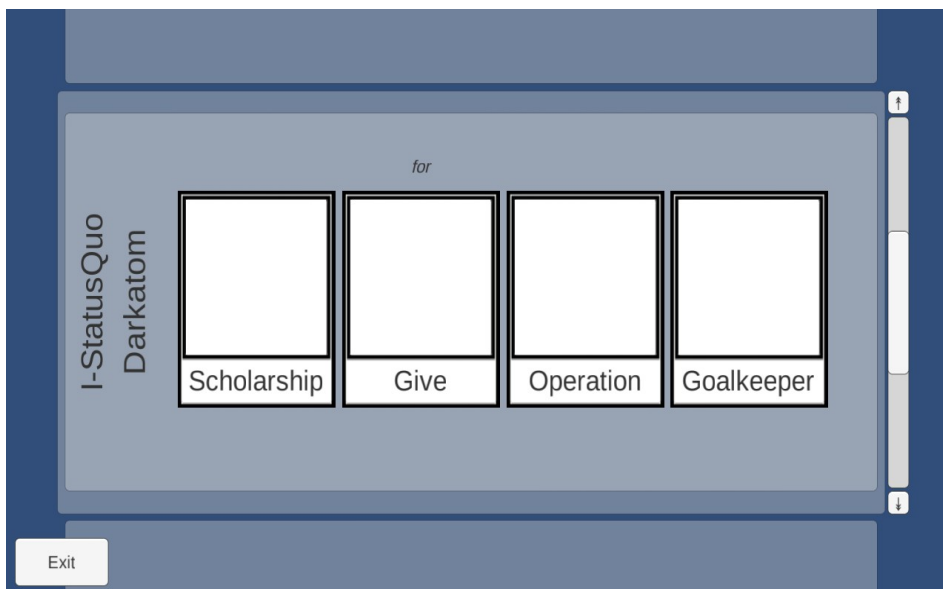 for
I-StatusQuo
Darkatom
Scholarship
Give
Operation
Goalkeeper
Exit